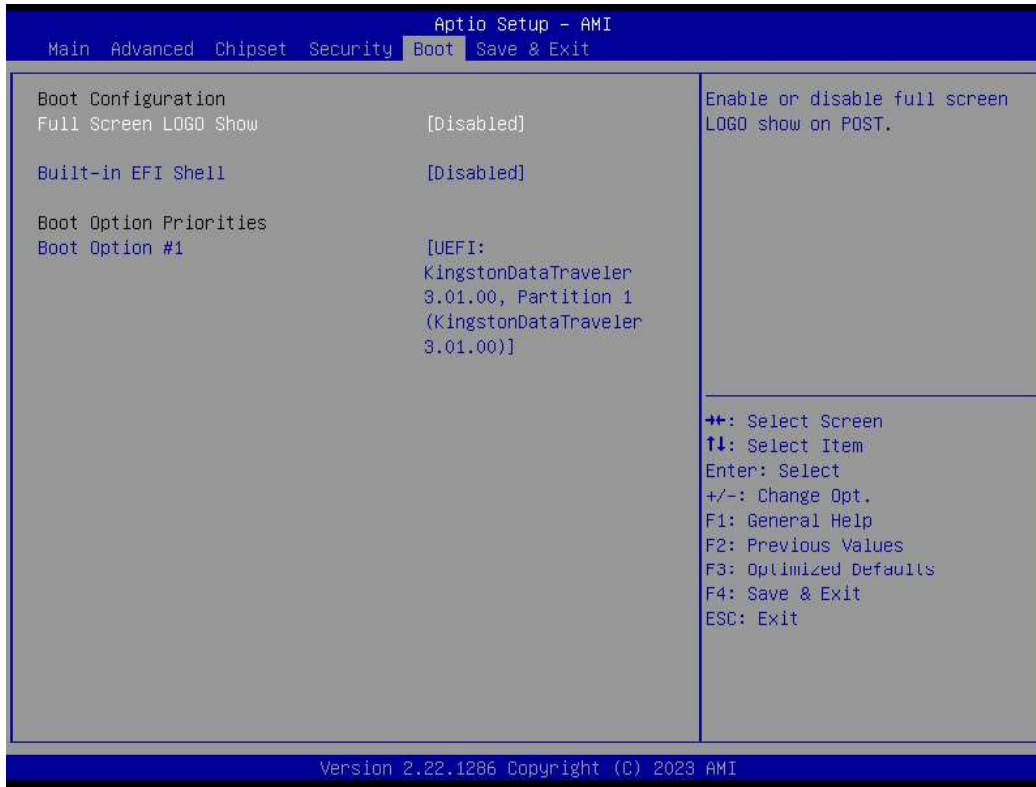 Aptio Setup - AMI
Main Advanced Chipset Security Boot Save & Exit
Boot Configuration
Full Screen LOGO Show [Disabled]
Built-in EFI Shell [Disabled]
Boot Option Priorities
Boot Option #1 [UEFI:
KingstonDataTraveler
3.01.00, Partition 1
(KingstonDataTraveler
3.01.00)]
Enable or disable full screen
LOGO show on POST.
→←: Select Screen
↑↓: Select Item
Enter: Select
+/-: Change Opt.
F1: General Help
F2: Previous Values
F3: Optimized Defaults
F4: Save & Exit
ESC: Exit
Version 2.22.1286 Copyright (C) 2023 AMI